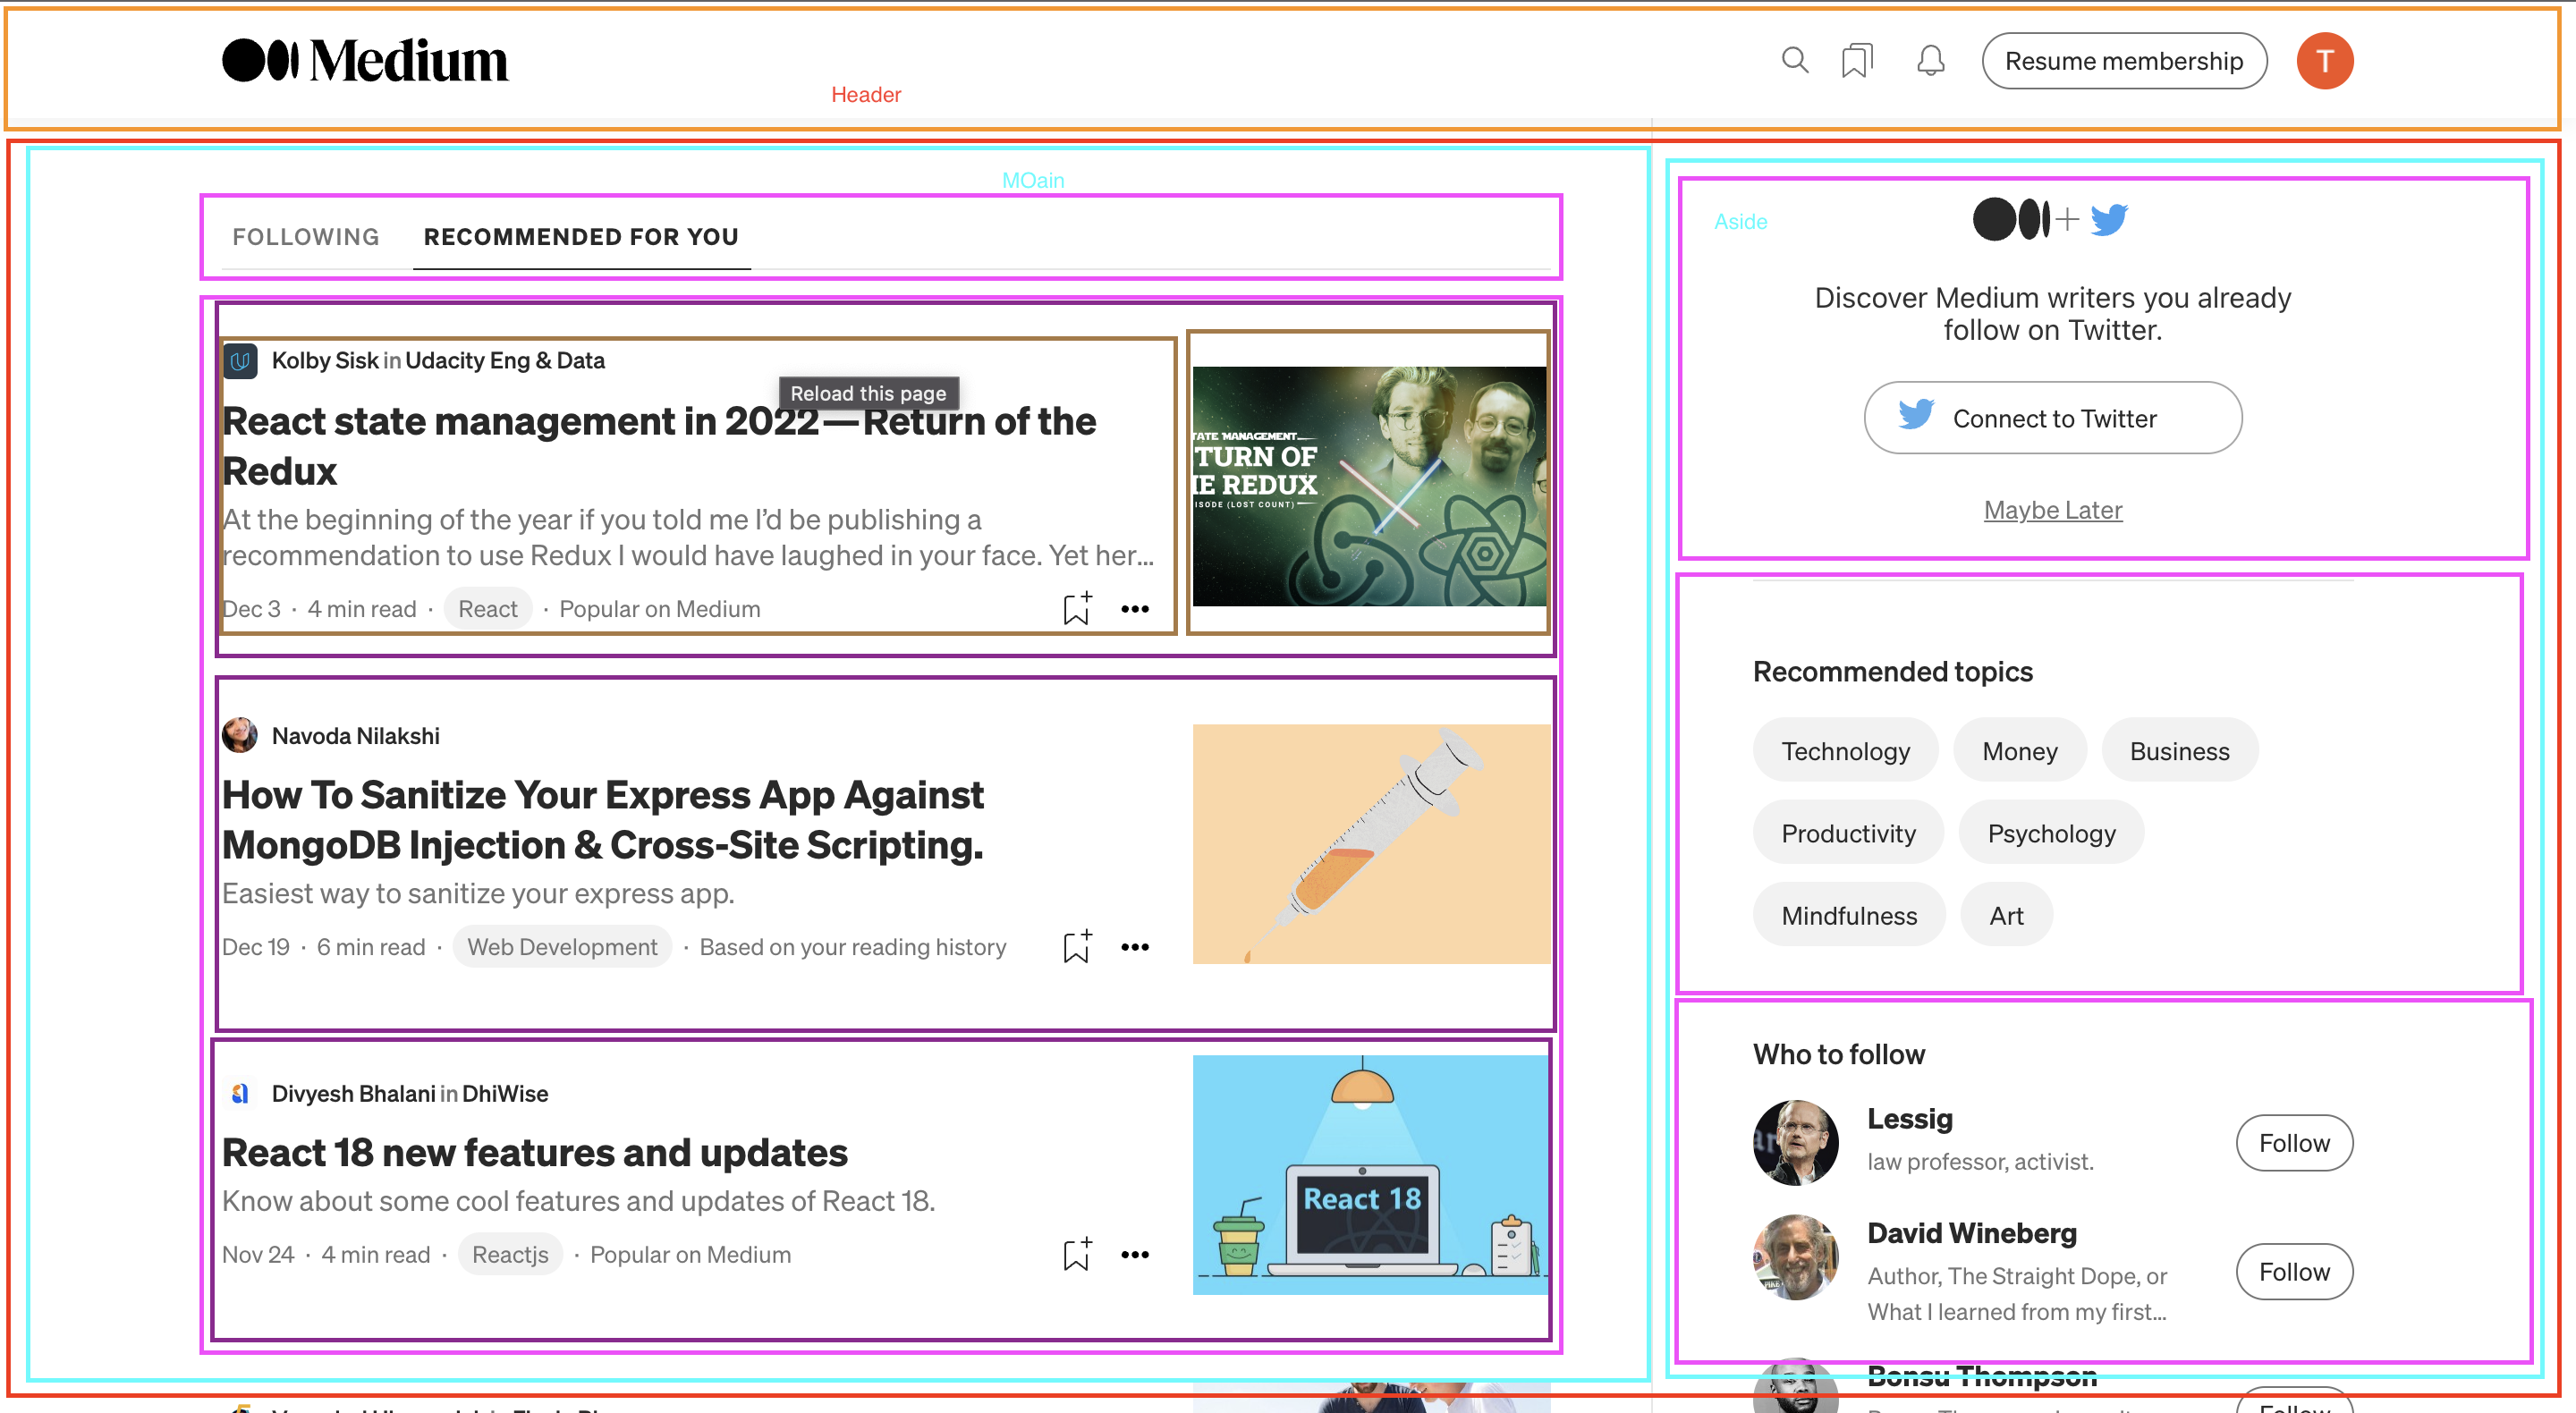 Medium
Header
Resume membership
T
MOain
FOLLOWING RECOMMENDED FOR YOU
Kolby Sisk in Udacity Eng & Data
Reload this page
React state management in 2022—Return of the
Redux
At the beginning of the year if you told me I'd be publishing a
recommendation to use Redux I would have laughed in your face. Yet her...
Dec 3 · 4 min read · React · Popular on Medium
TATE MANAGEMENT
TURN OF
HE REDUX
ISODE (LOST COUNT)
Navoda Nilakshi
How To Sanitize Your Express App Against
MongoDB Injection & Cross-Site Scripting.
Easiest way to sanitize your express app.
Dec 19 · 6 min read · Web Development · Based on your reading history
Divyesh Bhalani in DhiWise
React 18 new features and updates
Know about some cool features and updates of React 18.
Nov 24 · 4 min read · Reactjs · Popular on Medium
React 18
Aside
+
Discover Medium writers you already
follow on Twitter.
Connect to Twitter
Maybe Later
Recommended topics
Technology Money Business
Productivity Psychology
Mindfulness Art
Who to follow
Lessig
law professor, activist.
Follow
David Wineberg
Author, The Straight Dope, or
What I learned from my first...
Follow
Bonsu Thompson
Follow